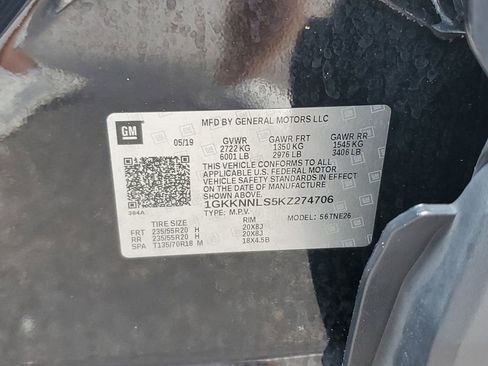 GM
MFD BY GENERAL MOTORS LLC
05/19 GVWR GAWR FRT GAWR RR
2722 KG 1350 KG 1545 KG
6001 LB 2976 LB 3406 LB
THIS VEHICLE CONFORMS TO ALL
APPLICABLE U.S. FEDERAL MOTOR
VEHICLE SAFETY STANDARDS IN
EFFECT ON THE DATE OF MANUFACTURE
SHOWN ABOVE.
1GKKNNLS5KZ274706
TYPE: M.P.V. MODEL: S6TNE26
384A
TIRE SIZE RIM
FRT 235/55R20 H 20X8J
RR 235/55R20 H 20X8J
SPA T135/70R18 M 18X4.5B